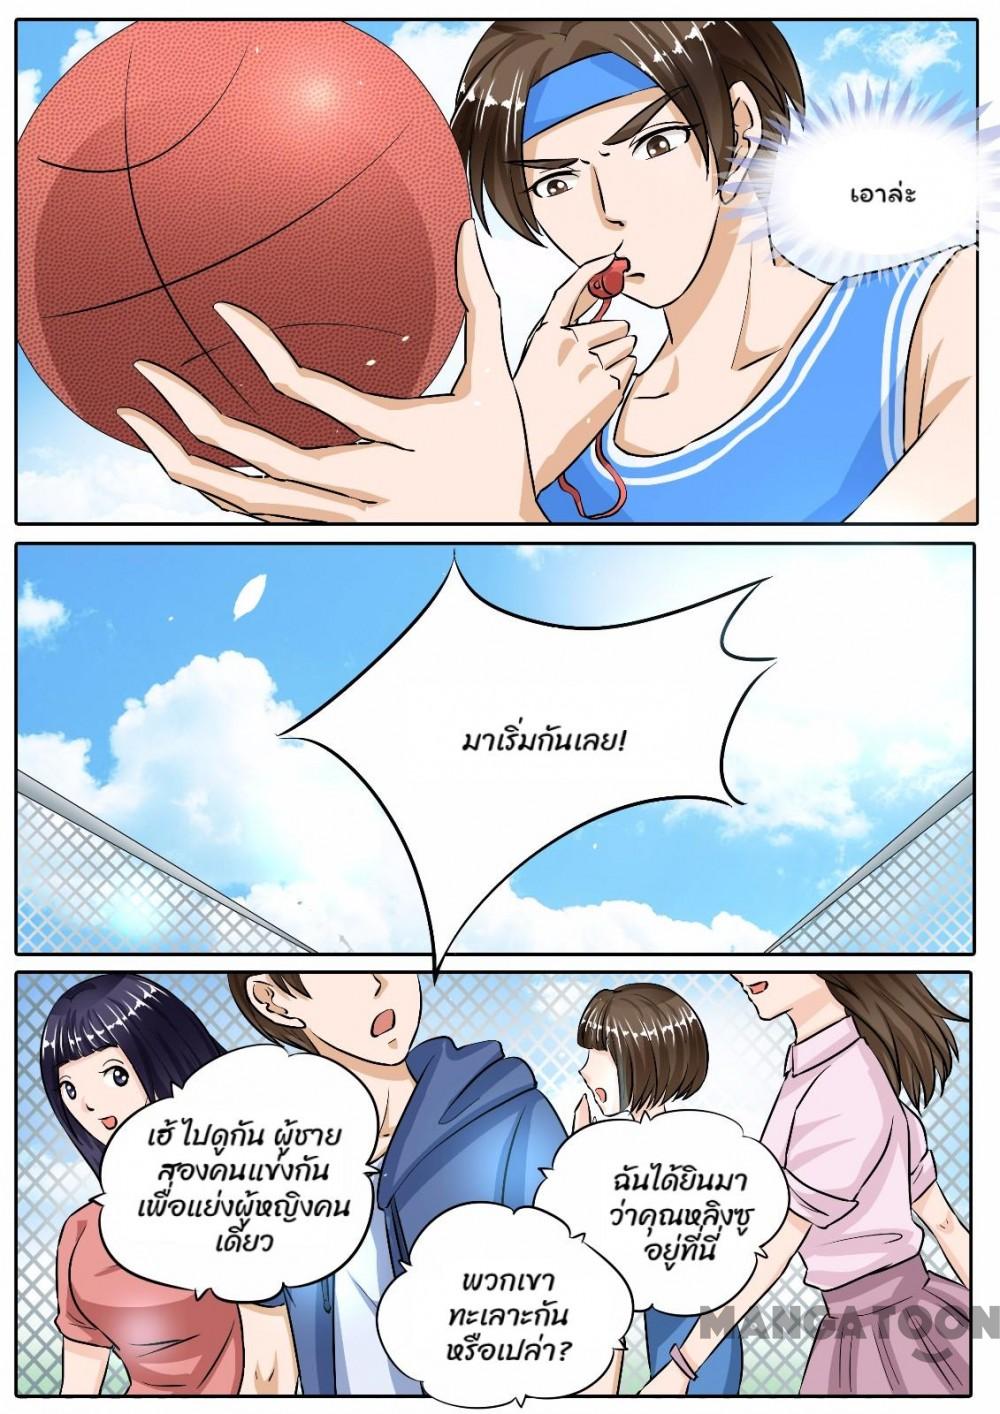 เอาล่ะ
มาเริ่มกันเลย!
เฮ้ ไปดูกัน ผู้ชาย
สองคนแข่งกัน
เพื่อแย่งผู้หญิงคน
เดียว
ฉันได้ยินมา
ว่าคุณหลิงซู
อยู่ที่นี่
พวกเขา
ทะเลาะกัน
หรือเปล่า?
MANGATOON